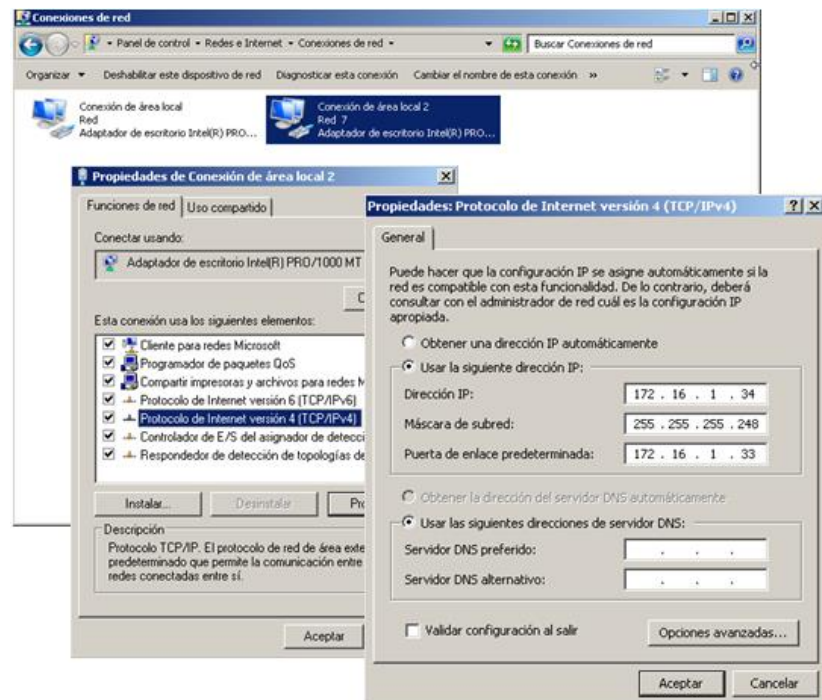 Conexiones de red
Panel de control Redes e Internet Conexiones de red
Buscar Conexiones de red
Organizar Deshabilitar este dispositivo de red Diagnosticar esta conexión Cambiar el nombre de esta conexión »
Conexión de área local
Red
Adaptador de escritorio Intel(R) PRO...
Conexión de área local 2
Red 7
Adaptador de escritorio Intel(R) PRO...
Propiedades de Conexión de área local 2
Funciones de red Uso compartido
Conectar usando:
Adaptador de escritorio Intel(R) PRO/1000 MT
C
Esta conexión usa los siguientes elementos:
Cliente para redes Microsoft
Programador de paquetes QoS
Compartir impresoras y archivos para redes M
Protocolo de Internet versión 6 (TCP/IPv6)
Protocolo de Internet versión 4 (TCP/IPv4)
Controlador de E/S del asignador de detecci
Respondedor de detección de topologías de
Instalar... Desinstalar Pro
Descripción
Protocolo TCP/IP. El protocolo de red de área exte
predeterminado que permite la comunicación entre
redes conectadas entre sí.
Aceptar
Propiedades: Protocolo de Internet versión 4 (TCP/IPv4)
General
Puede hacer que la configuración IP se asigne automáticamente si la
red es compatible con esta funcionalidad. De lo contrario, deberá
consultar con el administrador de red cuál es la configuración IP
apropiada.
Obtener una dirección IP automáticamente
Usar la siguiente dirección IP:
Dirección IP: 172 . 16 . 1 . 34
Máscara de subred: 255 . 255 . 255 . 248
Puerta de enlace predeterminada: 172 . 16 . 1 . 33
Obtener la dirección del servidor DNS automáticamente
Usar las siguientes direcciones de servidor DNS:
Servidor DNS preferido: . . .
Servidor DNS alternativo: . . .
Validar configuración al salir
Opciones avanzadas...
Aceptar Cancelar